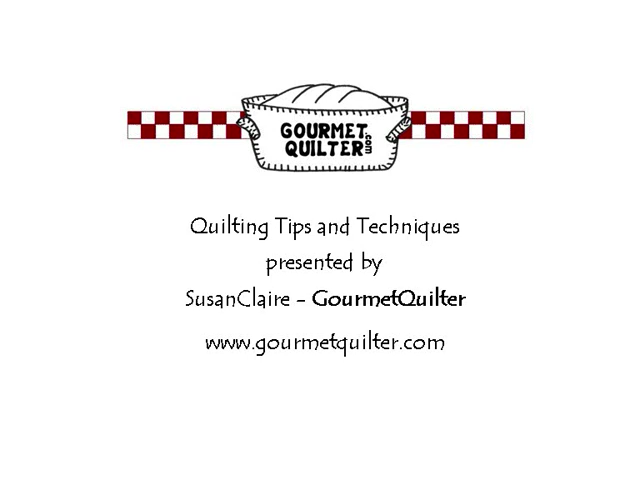 GOURMET
QUILTER.com
Quilting Tips and Techniques
presented by
SusanClaire - GourmetQuilter
www.gourmetquilter.com